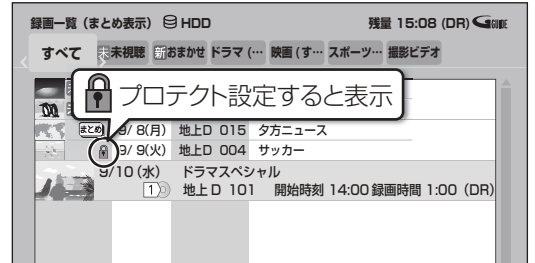 録画一覧（まとめ表示） HDD 残量 15:08 (DR) GUIDE
すべて 未未視聴 新おまかせ ドラマ (… 映画 (す… スポーツ… 撮影ビデオ
プロテクト設定すると表示
まとめ 9/ 8(月) 地上D 015 夕方ニュース
9/ 9(火) 地上D 004 サッカー
9/10 (水) ドラマスペシャル
1 地上 D 101 開始時刻 14:00 録画時間 1:00 (DR)